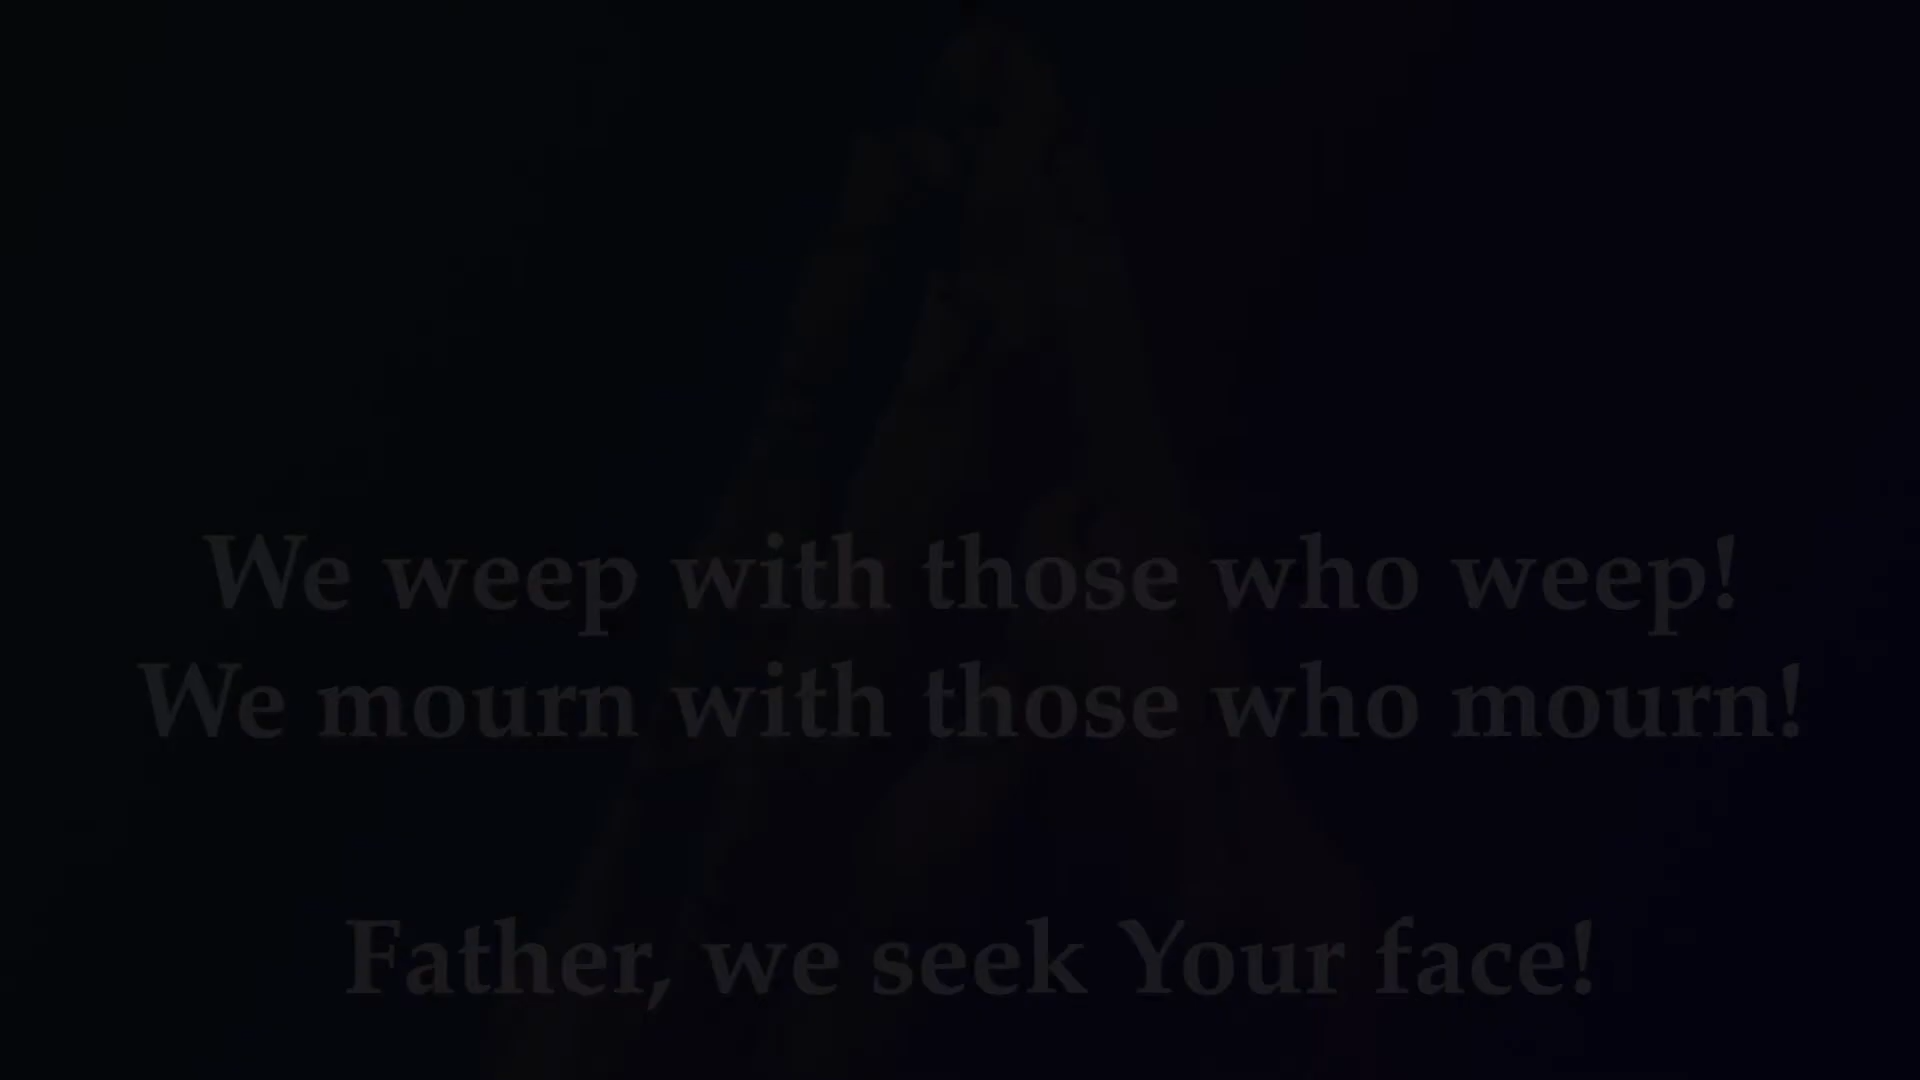 We weep with those who weep!
We mourn with those who mourn!
Father, we seek Your face!